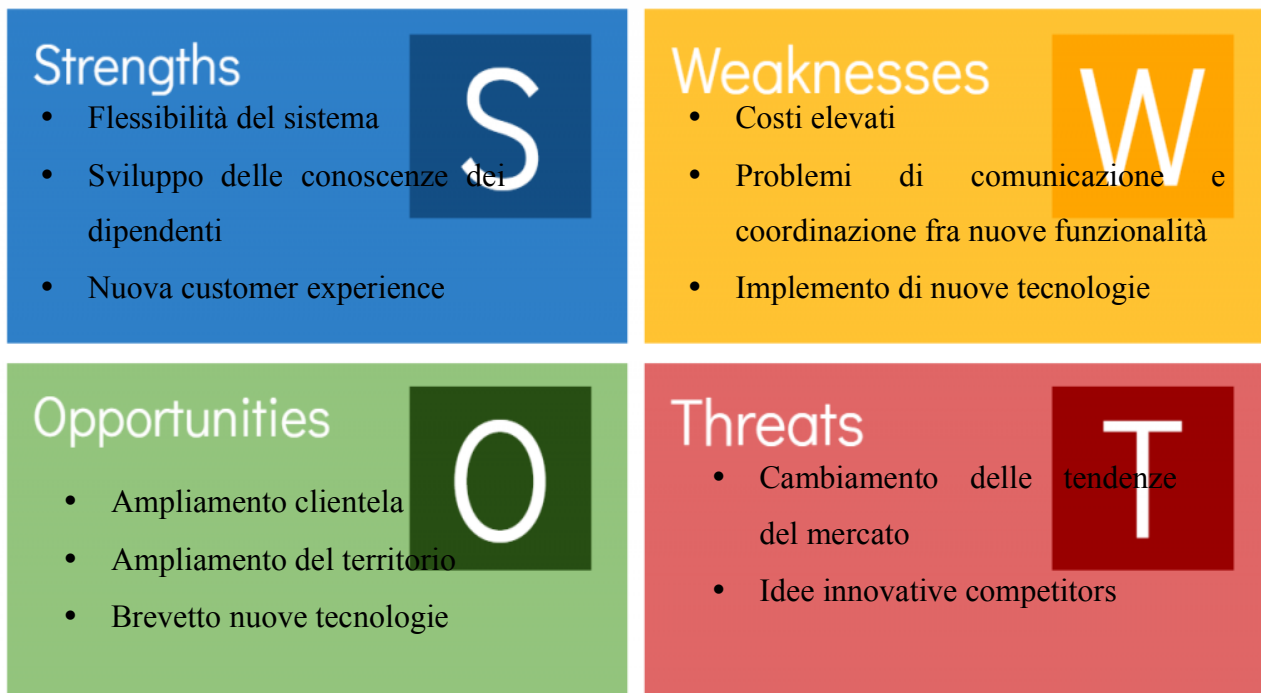 Strengths
S
• Flessibilità del sistema
• Sviluppo delle conoscenze dei
dipendenti
• Nuova customer experience
Weaknesses
W
• Costi elevati
• Problemi di comunicazione e
coordinazione fra nuove funzionalità
• Implemento di nuove tecnologie
Opportunities
O
• Ampliamento clientela
• Ampliamento del territorio
• Brevetto nuove tecnologie
Threats
T
• Cambiamento delle tendenze
del mercato
• Idee innovative competitors